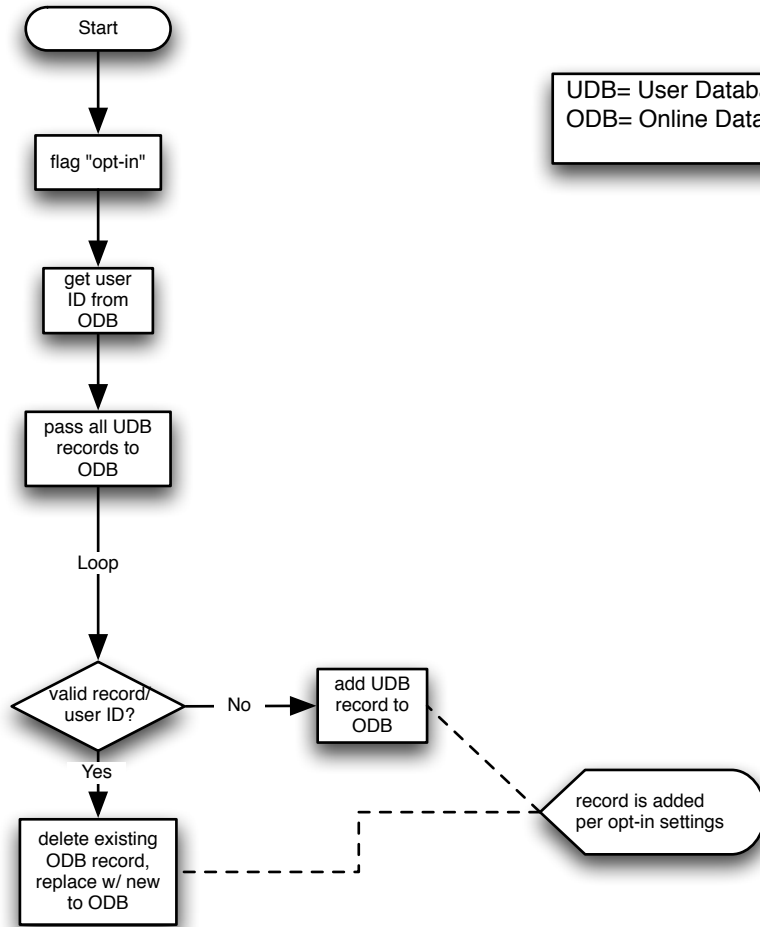 Start
UDB= User
ODB= Online
flag "opt-in"
get user
ID from
ODB
pass all UDB
records to
ODB
Loop
valid record/
user ID?
No
add UDB
record to
ODB
Yes
record is added
per opt-in settings
delete existing
ODB record,
replace w/ new
to ODB